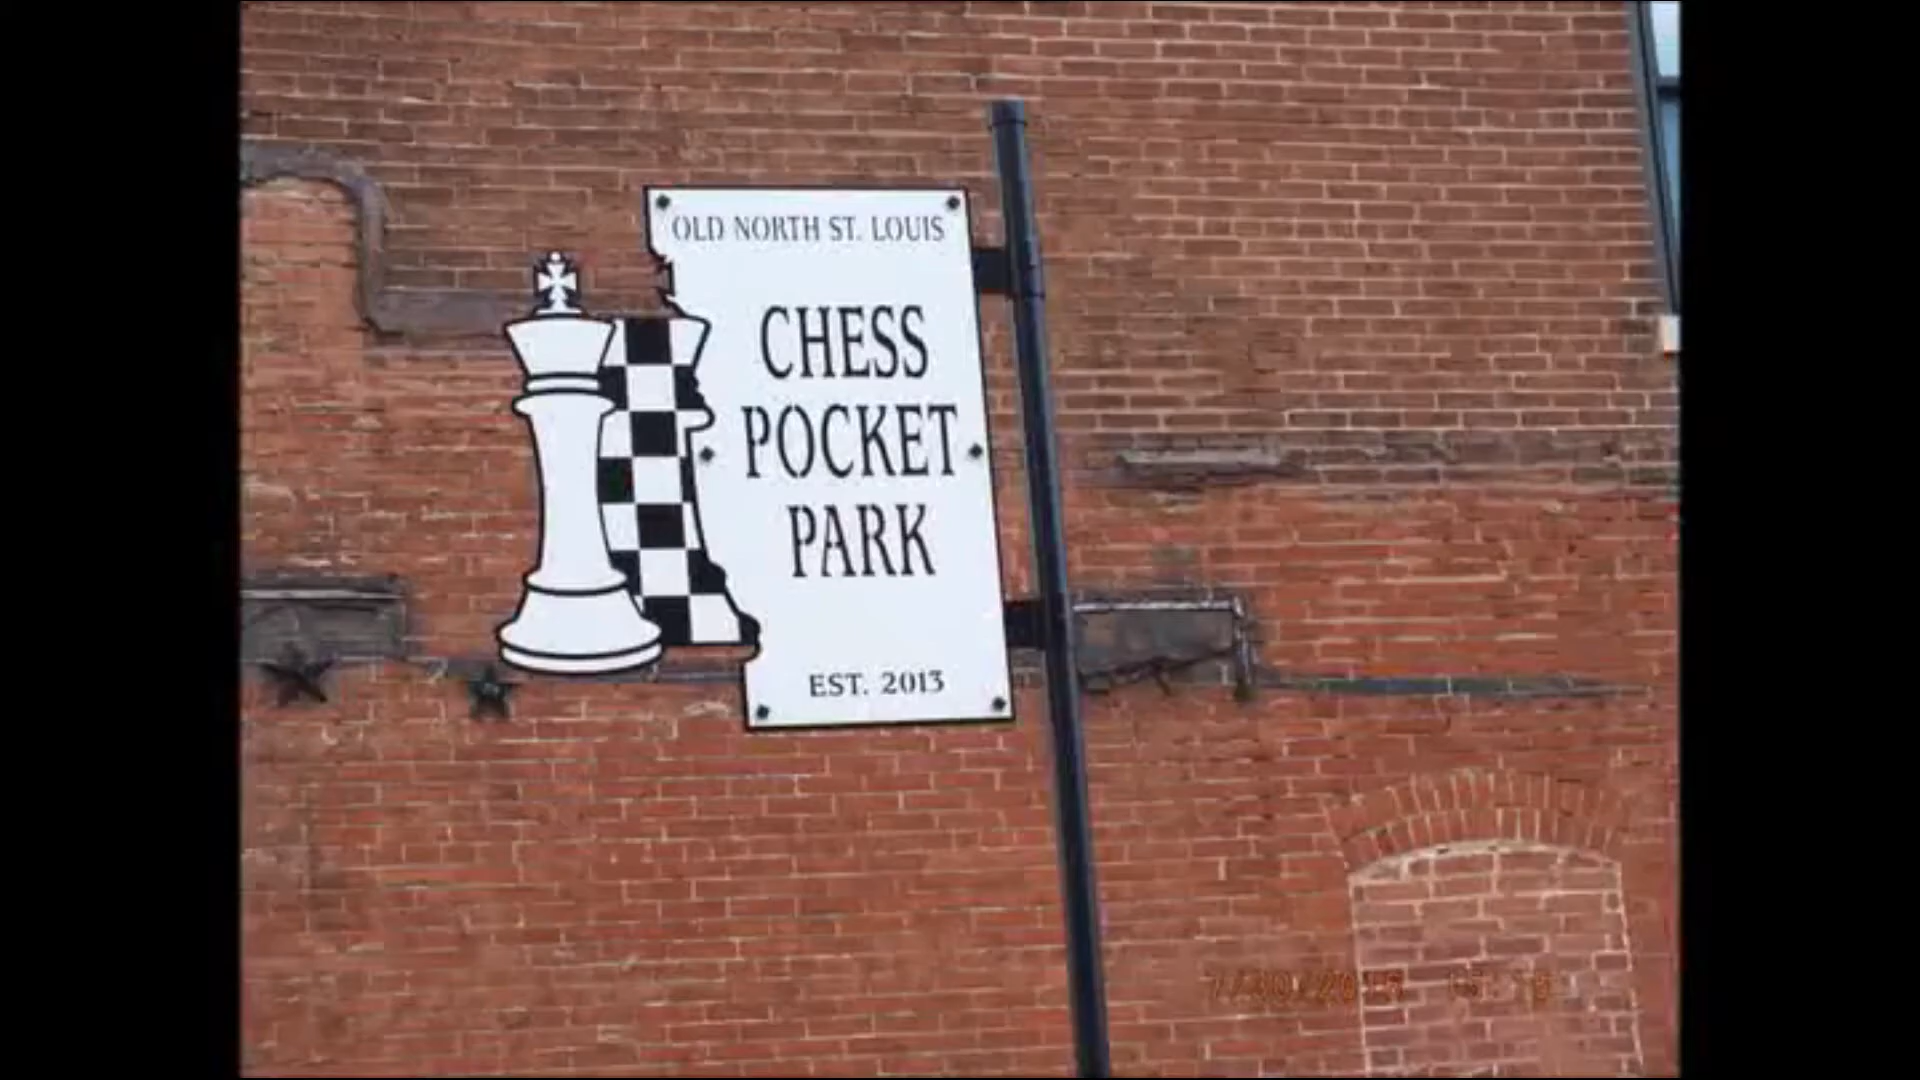 OLD NORTH ST. LOUIS
CHESS
POCKET
PARK
EST. 2013